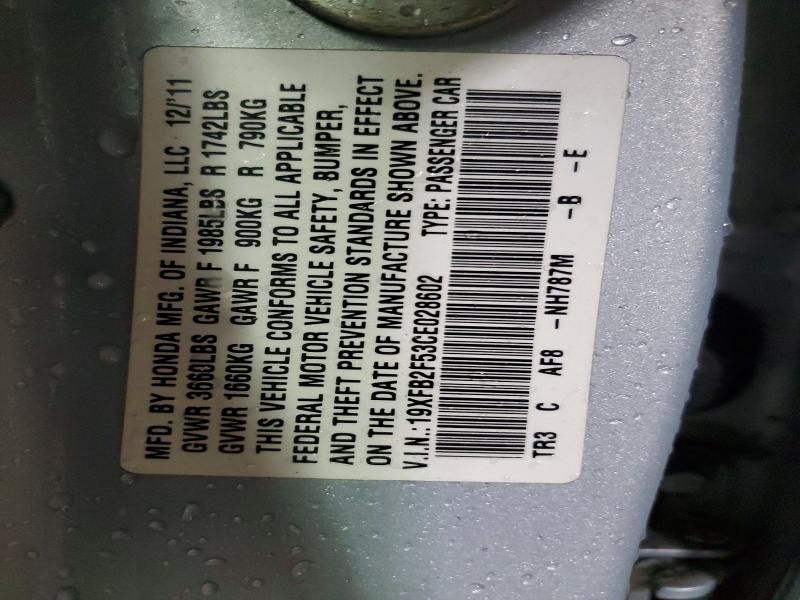 MFD. BY HONDA MFG. OF INDIANA, LLC 12/'11
GVWR 3660LBS GAWR F 1985LBS R 1742LBS
GVWR 1660KG GAWR F 900KG R 790KG
THIS VEHICLE CONFORMS TO ALL APPLICABLE
FEDERAL MOTOR VEHICLE SAFETY, BUMPER,
AND THEFT PREVENTION STANDARDS IN EFFECT
ON THE DATE OF MANUFACTURE SHOWN ABOVE.
V.I.N.: 19XFB2F53CE028602 TYPE: PASSENGER CAR
TR3 C AF8 -NH787M -B -E